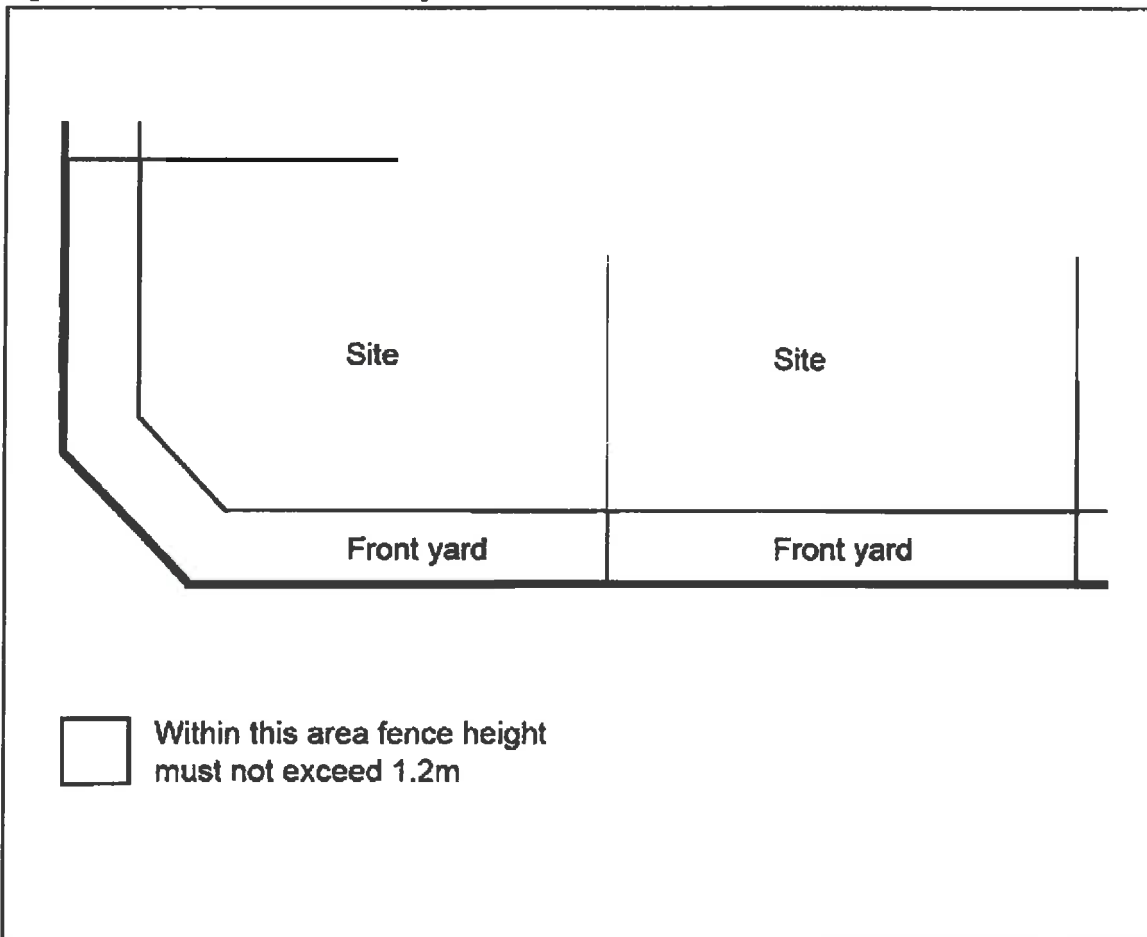 Site
Site
Front yard
Front yard
Within this area fence height
must not exceed 1.2m